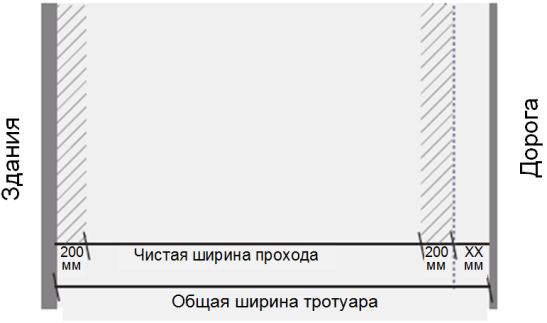 Здания
Дорога
200
мм
Чистая ширина прохода
200
мм
XX
мм
Общая ширина тротуара